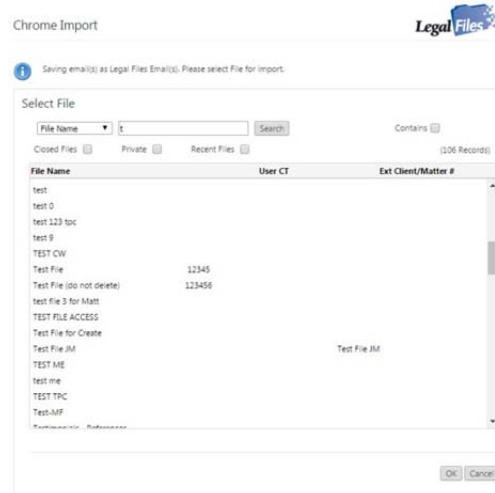 Chrome Import
Legal Files
Saving email(s) as Legal Files Email(s). Please select File for import.
Select File
File Name t Search Contains
Closed Files Private Recent Files (106 Records)
File Name User CT Ext Client/Matter #
test
test 0
test 123 tpc
test 9
TEST CW
Test File 12345
Test File (do not delete) 123456
test file 3 for Matt
TEST FILE ACCESS
Test File for Create
Test File JM Test File JM
TEST ME
test me
TEST TPC
Test-MF
Testimonials - References
OK Cancel